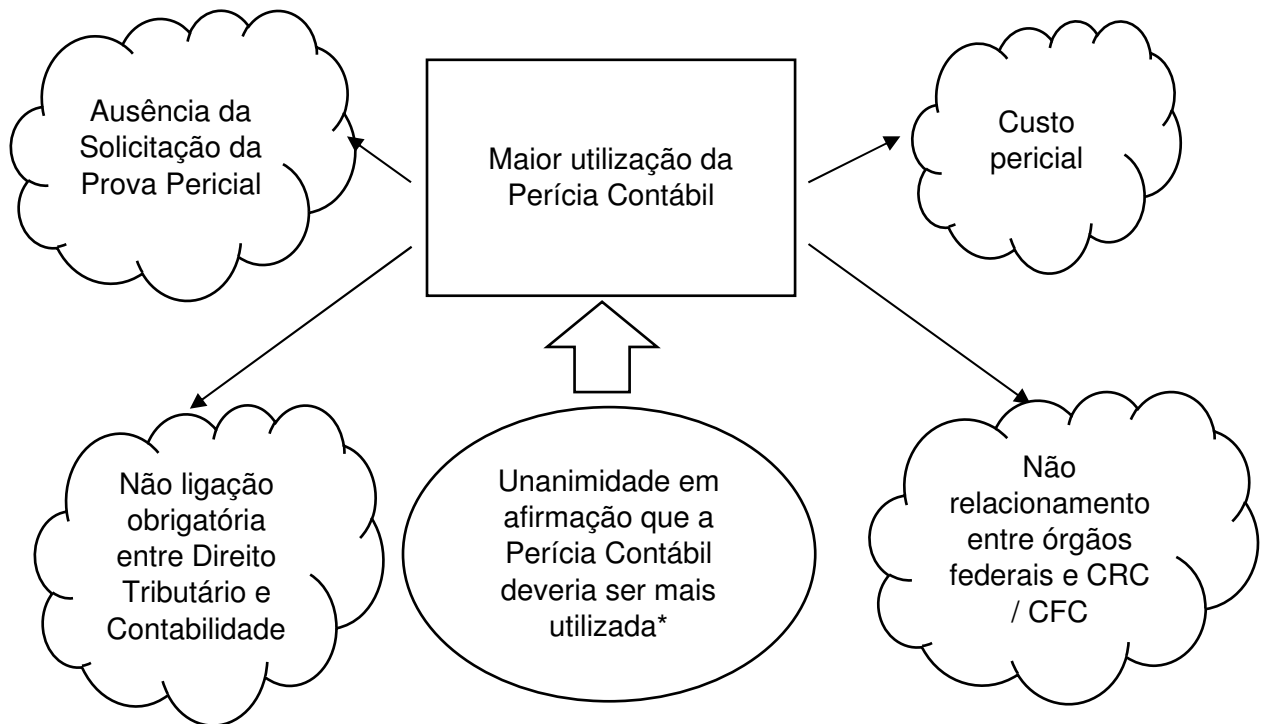 Ausência da
Solicitação da
Prova Pericial
Maior utilização da
Perícia Contábil
Custo
pericial
Não ligação
obrigatória
entre Direito
Tributário e
Contabilidade
Unanimidade em
afirmação que a
Perícia Contábil
deveria ser mais
utilizada*
Não
relacionamento
entre órgãos
federais e CRC
/ CFC